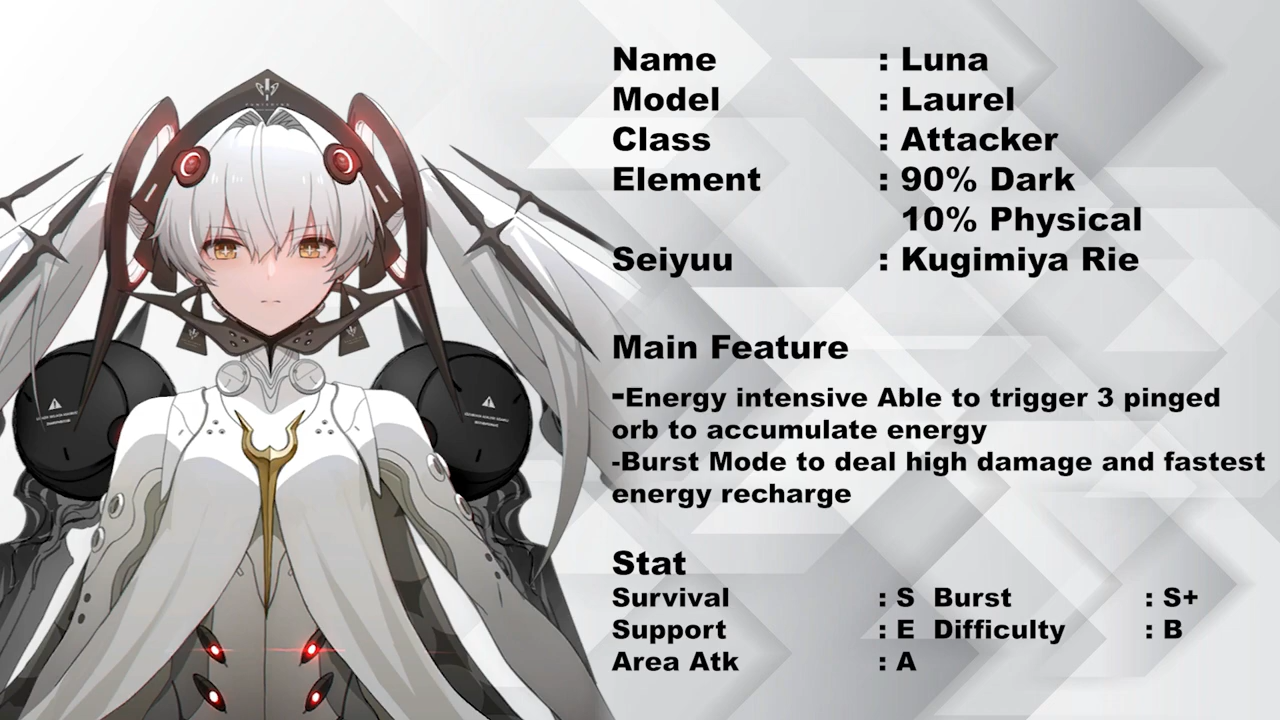 Name : Luna
Model : Laurel
Class : Attacker
Element : 90% Dark
10% Physical
Seiyuu : Kugimiya Rie
Main Feature
-Energy intensive Able to trigger 3 pinged
orb to accumulate energy
-Burst Mode to deal high damage and fastest
energy recharge
Stat
Survival : S Burst : S+
Support : E Difficulty : B
Area Atk : A